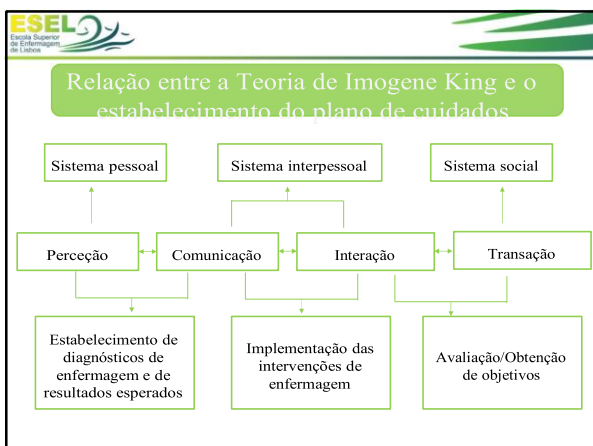 ESEL
Escola Superior
de Enfermagem
de Lisboa
Relação entre a Teoria de Imogene King e o
estabelecimento do plano de cuidados
Sistema pessoal
Sistema interpessoal
Sistema social
Perceção
Comunicação
Interação
Transação
Estabelecimento de
diagnósticos de
enfermagem e de
resultados esperados
Implementação das
intervenções de
enfermagem
Avaliação/Obtenção
de objetivos